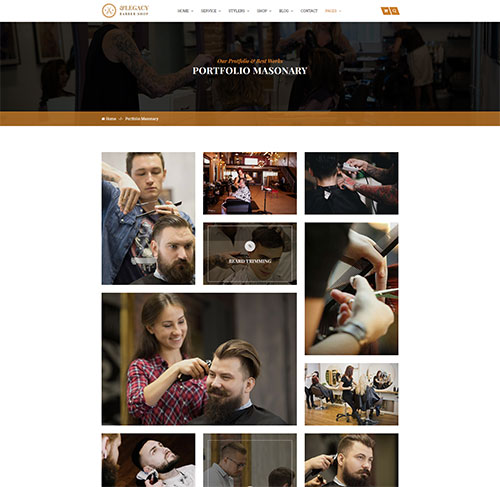 &LEGACY
BARBER SHOP
HOME
SERVICE
STYLERS
SHOP
BLOG
CONTACT
PAGES
Our Protfolio & Best Works
PORTFOLIO MASONARY
Home
Portfolio Masonary
BEARD TRIMMING